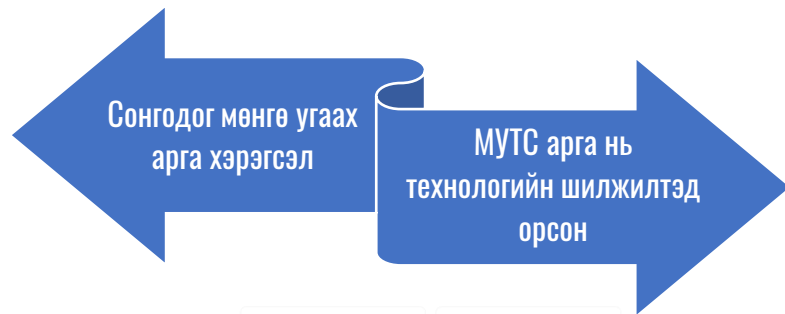 Сонгодог мөнгө угаах
арга хэрэгсэл
МУТС арга нь
технологийн шилжилтэд
орсон